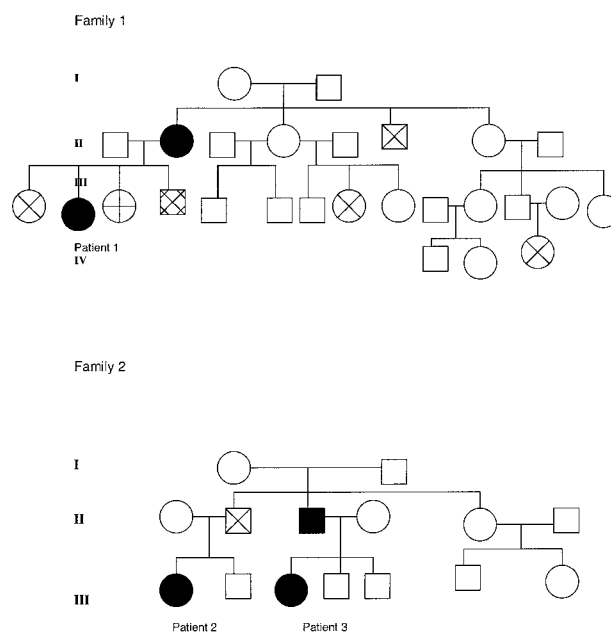 Family 1
I
II
III
Patient 1
IV
Family 2
I
II
III
Patient 2 Patient 3